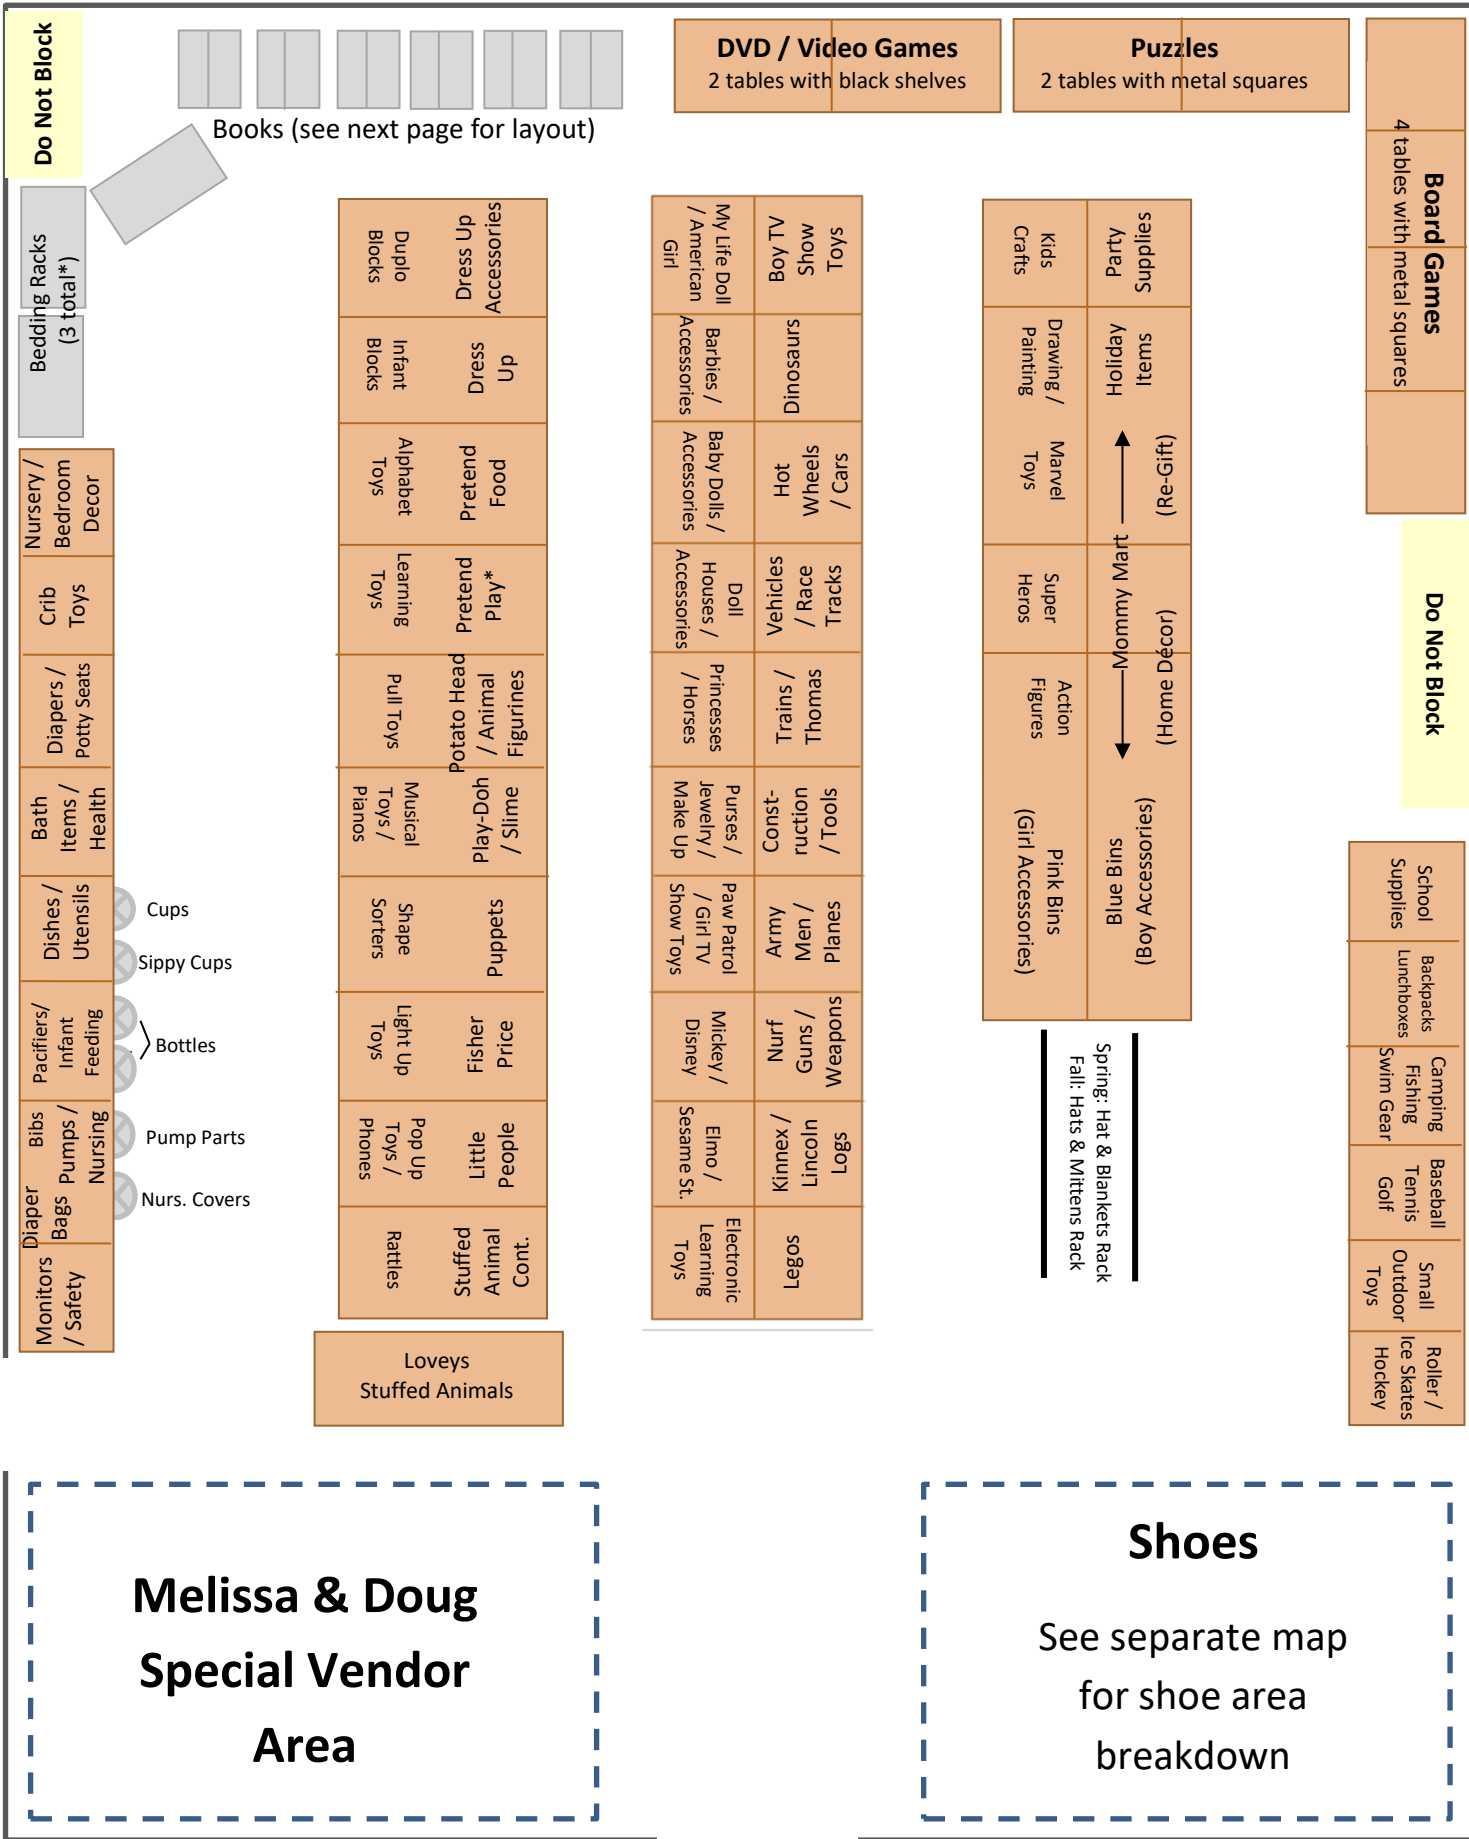 Do Not Block
Books (see next page for layout)
DVD / Video Games
2 tables with black shelves
Puzzles
2 tables with metal squares
Board Games
4 tables with metal squares
Do Not Block
Bedding Racks
(3 total*)
Nursery /
Bedroom
Decor
Crib
Toys
Diapers /
Potty Seats
Bath
Items /
Health
Dishes /
Utensils
Pacifiers/
Infant
Feeding
Bibs
Pumps /
Nursing
Diaper
Bags
Monitors
/ Safety
Cups
Sippy Cups
Bottles
Pump Parts
Nurs. Covers
Duplo
Blocks
Infant
Blocks
Alphabet
Toys
Learning
Toys
Pull Toys
Musical
Toys /
Pianos
Shape
Sorters
Light Up
Toys
Pop Up
Toys /
Phones
Rattles
Dress Up
Accessories
Dress
Up
Pretend
Food
Pretend
Play*
Potato Head
/ Animal
Figurines
Play-Doh
/ Slime
Puppets
Fisher
Price
Little
People
Stuffed
Animal
Cont.
Loveys
Stuffed Animals
My Life Doll
/ American
Girl
Barbies /
Accessories
Baby Dolls /
Accessories
Doll
Houses /
Accessories
Princesses
/ Horses
Purses /
Jewelry /
Make Up
Paw Patrol
/ Girl TV
Show Toys
Mickey /
Disney
Elmo /
Sesame St.
Electronic
Learning
Toys
Boy TV
Show
Toys
Dinosaurs
Hot
Wheels
/ Cars
Vehicles
/ Race
Tracks
Trains /
Thomas
Const-
ruction
/ Tools
Army
Men /
Planes
Nurf
Guns /
Weapons
Kinnex /
Lincoln
Logs
Legos
Kids
Crafts
Drawing /
Painting
Marvel
Toys
Super
Heros
Action
Figures
Pink Bins
(Girl Accessories)
Party
Supplies
Holiday
Items
Mommy Mart
(Re-Gift)
(Home Décor)
Blue Bins
(Boy Accessories)
Spring: Hat & Blankets Rack
Fall: Hats & Mittens Rack
School
Supplies
Backpacks
Lunchboxes
Camping
Fishing
Swim Gear
Baseball
Tennis
Golf
Small
Outdoor
Toys
Roller /
Ice Skates
Hockey
Melissa & Doug
Special Vendor
Area
Shoes
See separate map
for shoe area
breakdown